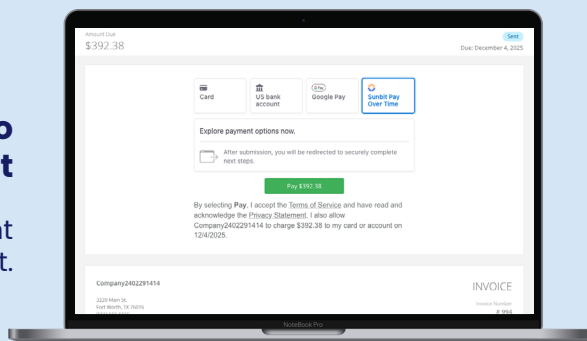 Amount Due
$392.38
Sent
Due: December 4, 2025
Card
US bank
account
G Pay
Google Pay
Sunbit Pay
Over Time
Explore payment options now.
After submission, you will be redirected to securely complete
next steps.
Pay $392.38
By selecting Pay, I accept the Terms of Service and have read and
acknowledge the Privacy Statement. I also allow
Company2402291414 to charge $392.38 to my card or account on
12/4/2025.
Company2402291414
INVOICE
2220 Main St.
Fort Worth, TX 76016
Invoice Number
# 994
NoteBook Pro